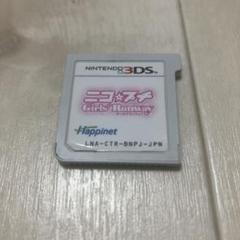 NINTENDO 3DS
ニコ☆プチ
Girls Runway
Happinet
LNA-CTR-BNPJ-JPN